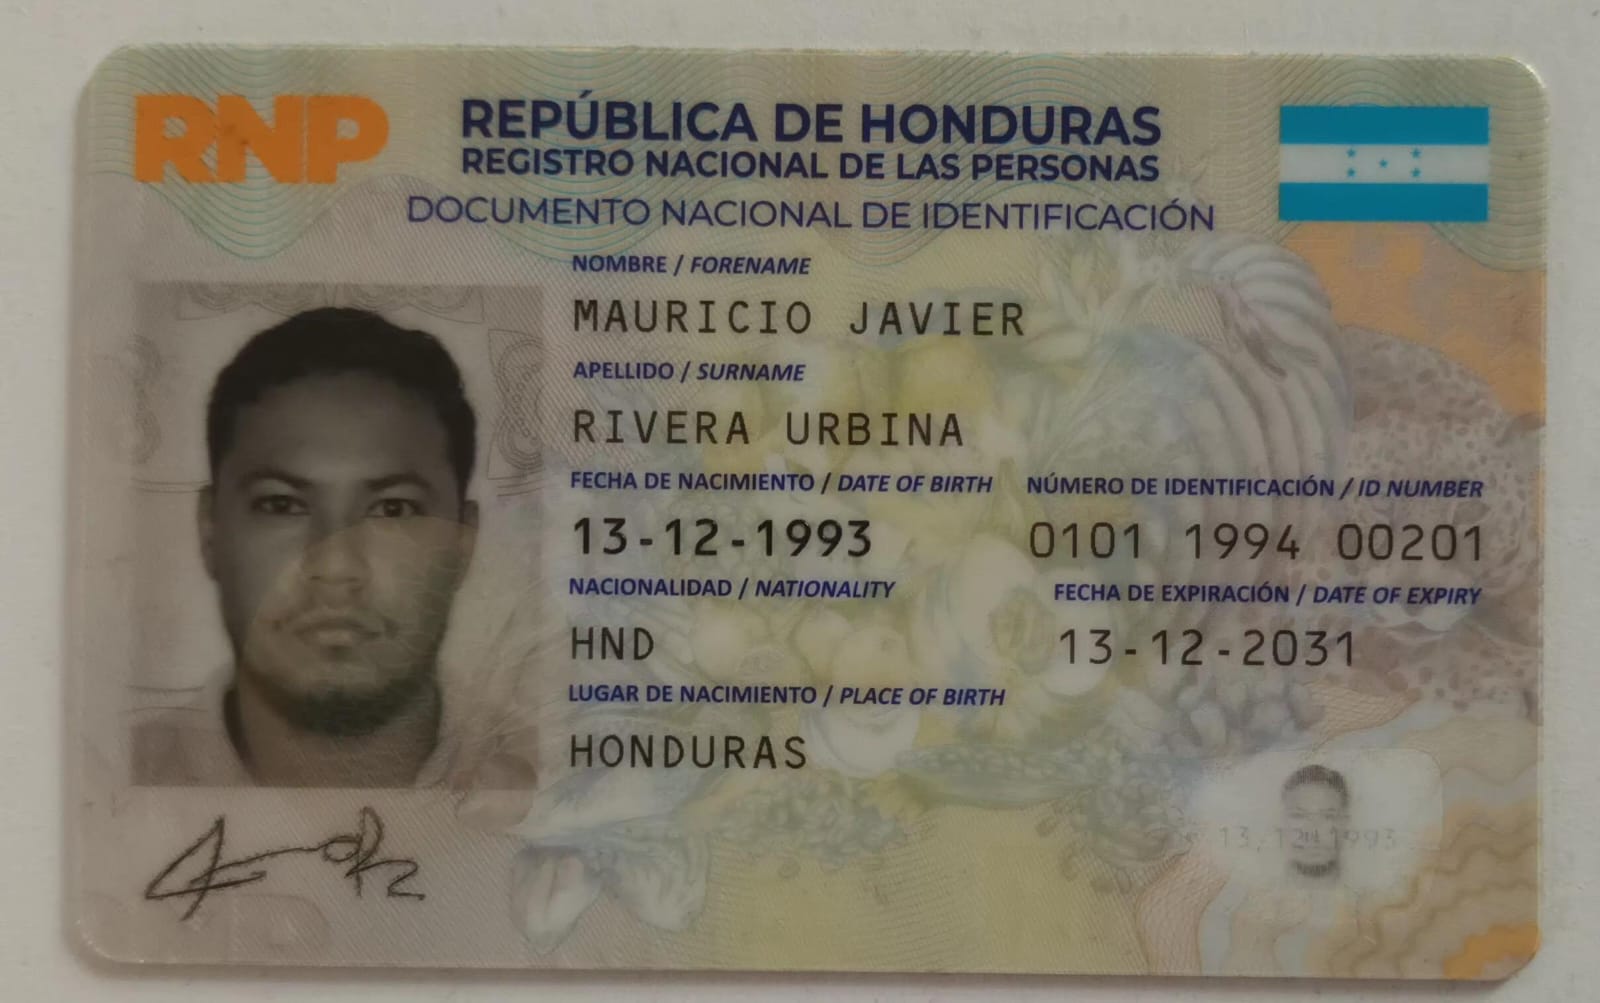 RNP
REPÚBLICA DE HONDURAS
REGISTRO NACIONAL DE LAS PERSONAS
DOCUMENTO NACIONAL DE IDENTIFICACIÓN
NOMBRE / FORENAME
MAURICIO JAVIER
APELLIDO / SURNAME
RIVERA URBINA
FECHA DE NACIMIENTO / DATE OF BIRTH
13-12-1993
NÚMERO DE IDENTIFICACIÓN / ID NUMBER
0101 1994 00201
NACIONALIDAD / NATIONALITY
HND
FECHA DE EXPIRACIÓN / DATE OF EXPIRY
13-12-2031
LUGAR DE NACIMIENTO / PLACE OF BIRTH
HONDURAS